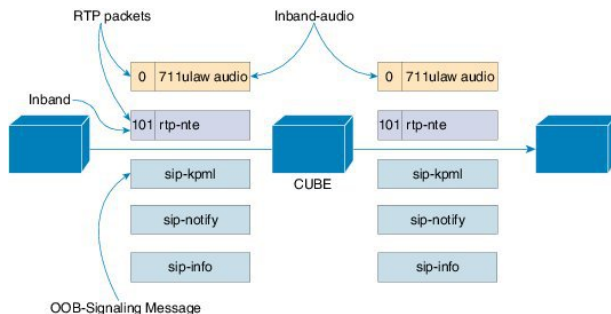 RTP packets
Inband-audio
0 711ulaw audio
0 711ulaw audio
Inband
101 rtp-nte
101 rtp-nte
sip-kpml
CUBE
sip-kpml
sip-notify
sip-notify
sip-info
sip-info
OOB-Signaling Message